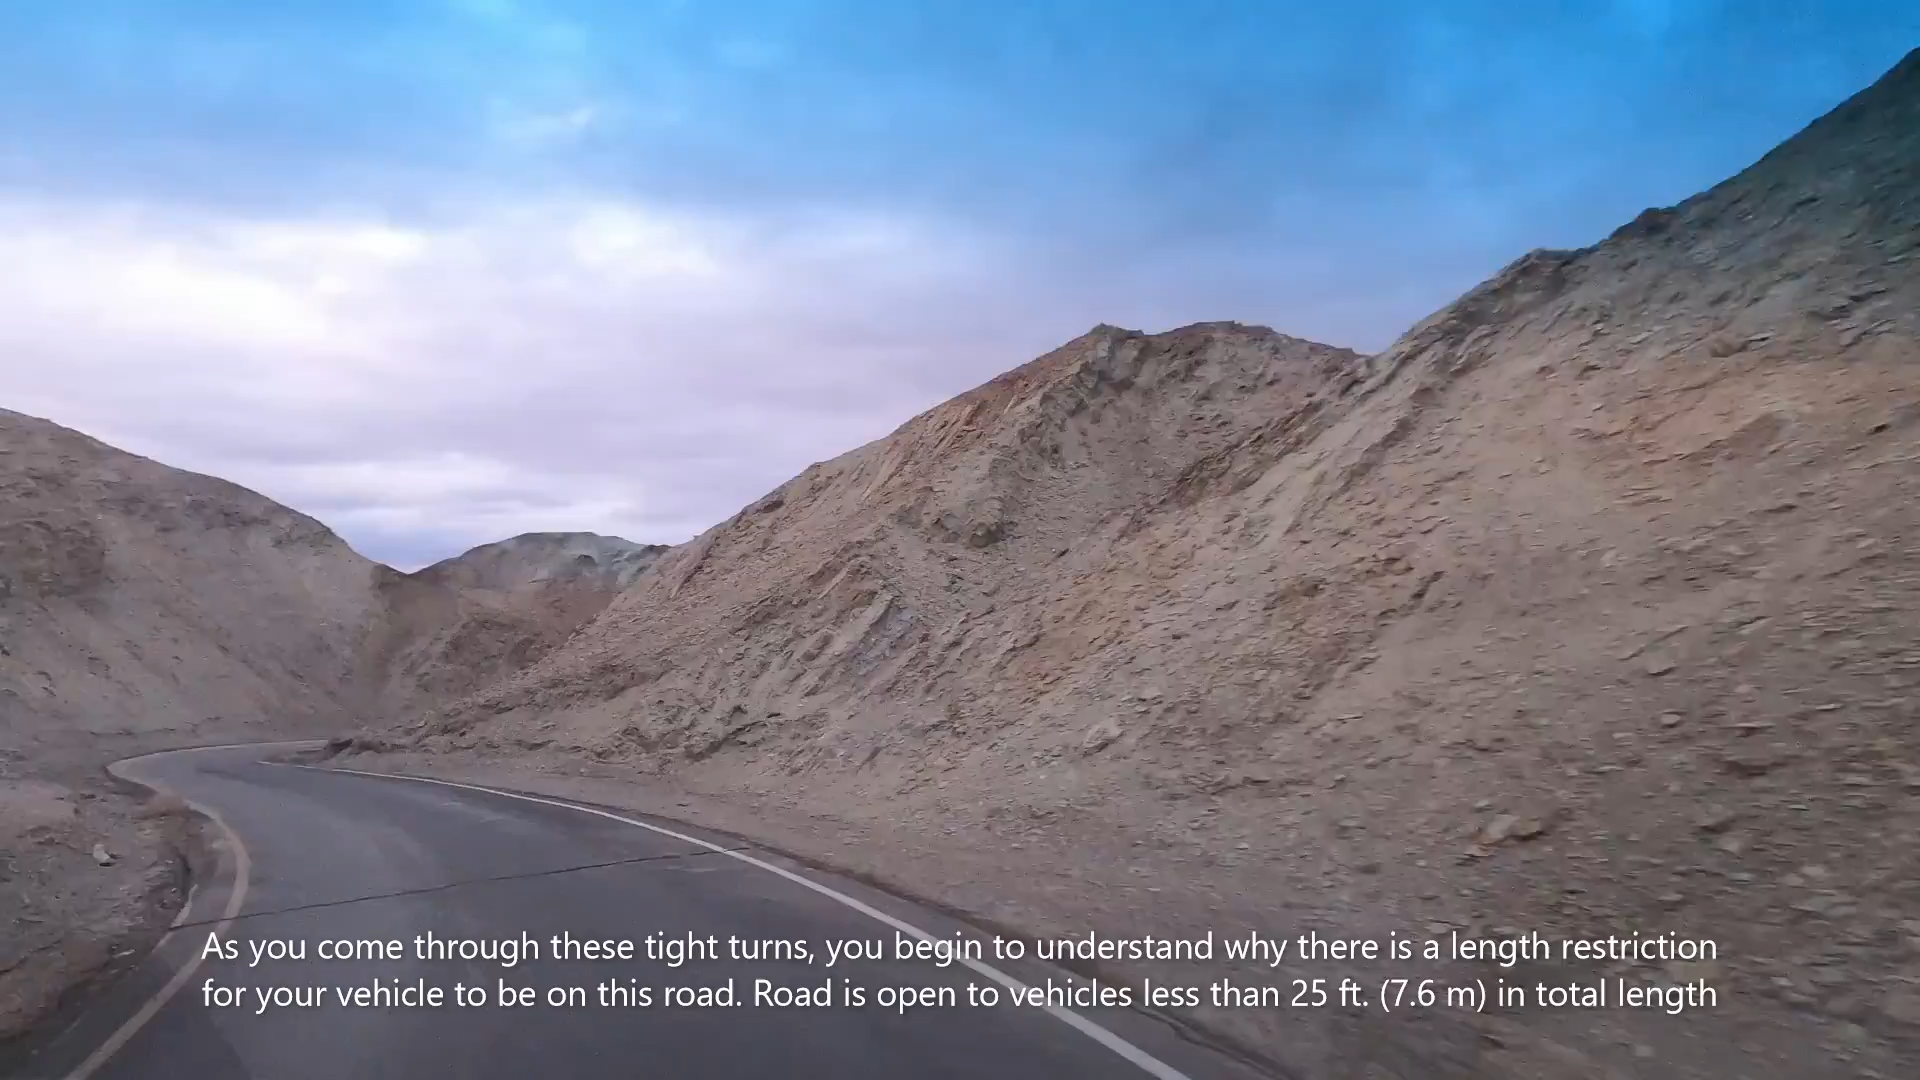 As you come through these tight turns, you begin to understand why there is a length restriction
for your vehicle to be on this road. Road is open to vehicles less than 25 ft. (7.6 m) in total length